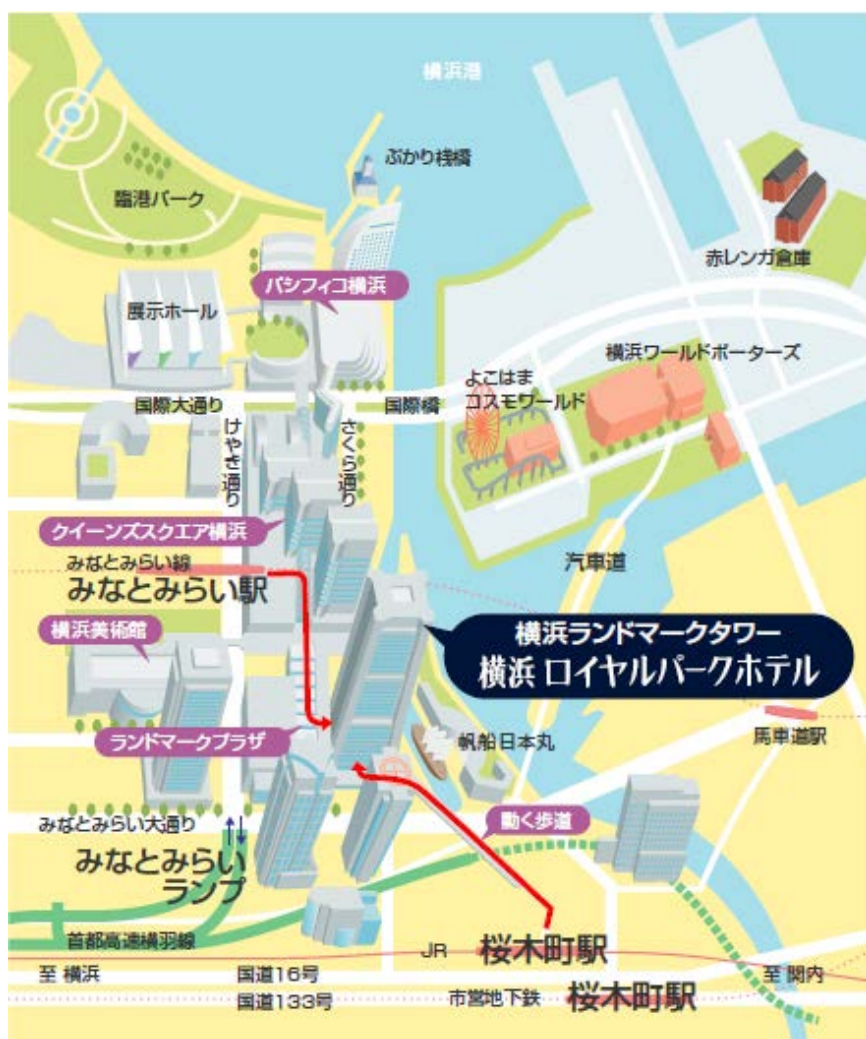 横浜港
ぷかり桟橋
臨港パーク
赤レンガ倉庫
パシフィコ横浜
展示ホール
横浜ワールドポーターズ
よこはま
コスモワールド
国際大通り
国際橋
けやき通り
さくら通り
クイーンズスクエア横浜
みなとみらい線
みなとみらい駅
汽車道
横浜美術館
横浜ランドマークタワー
横浜 ロイヤルパークホテル
ランドマークプラザ
帆船日本丸
馬車道駅
みなとみらい大通り
動く歩道
みなとみらい
ランプ
首都高速横羽線
JR 桜木町駅
至 横浜
国道16号
至 関内
国道133号
市営地下鉄 桜木町駅